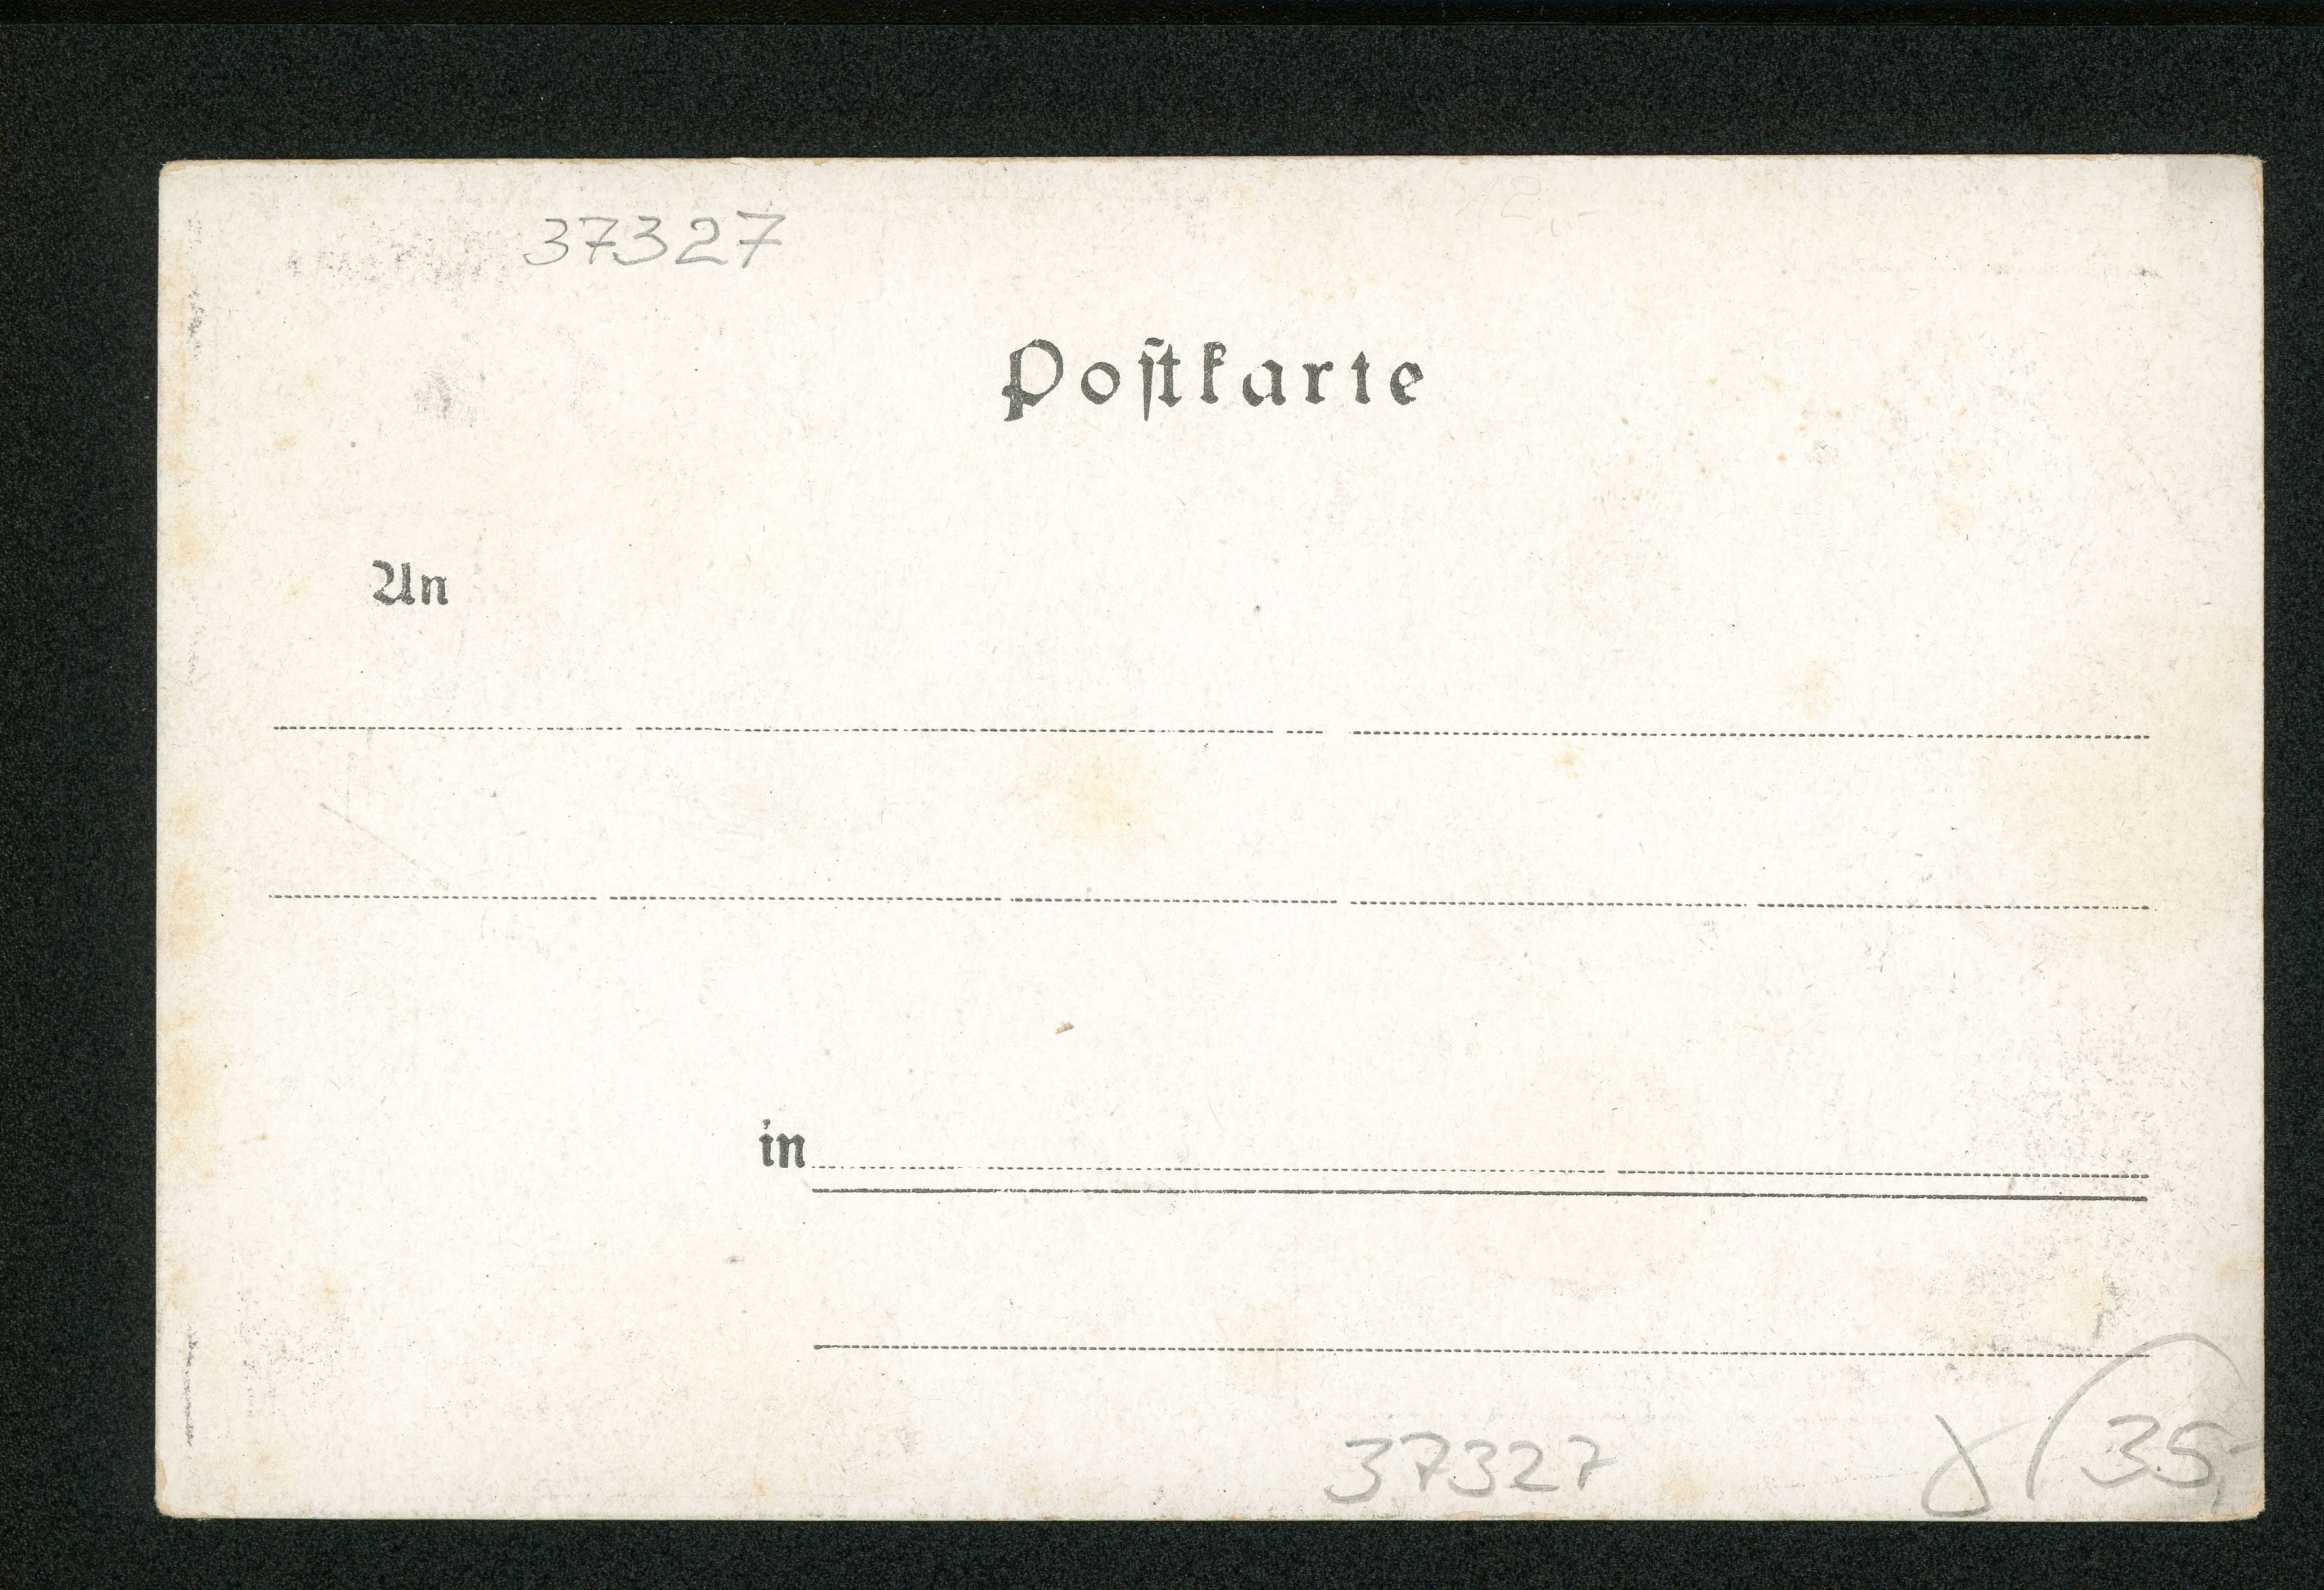 37327
12,-
Postkarte
An
in
37327
35,-